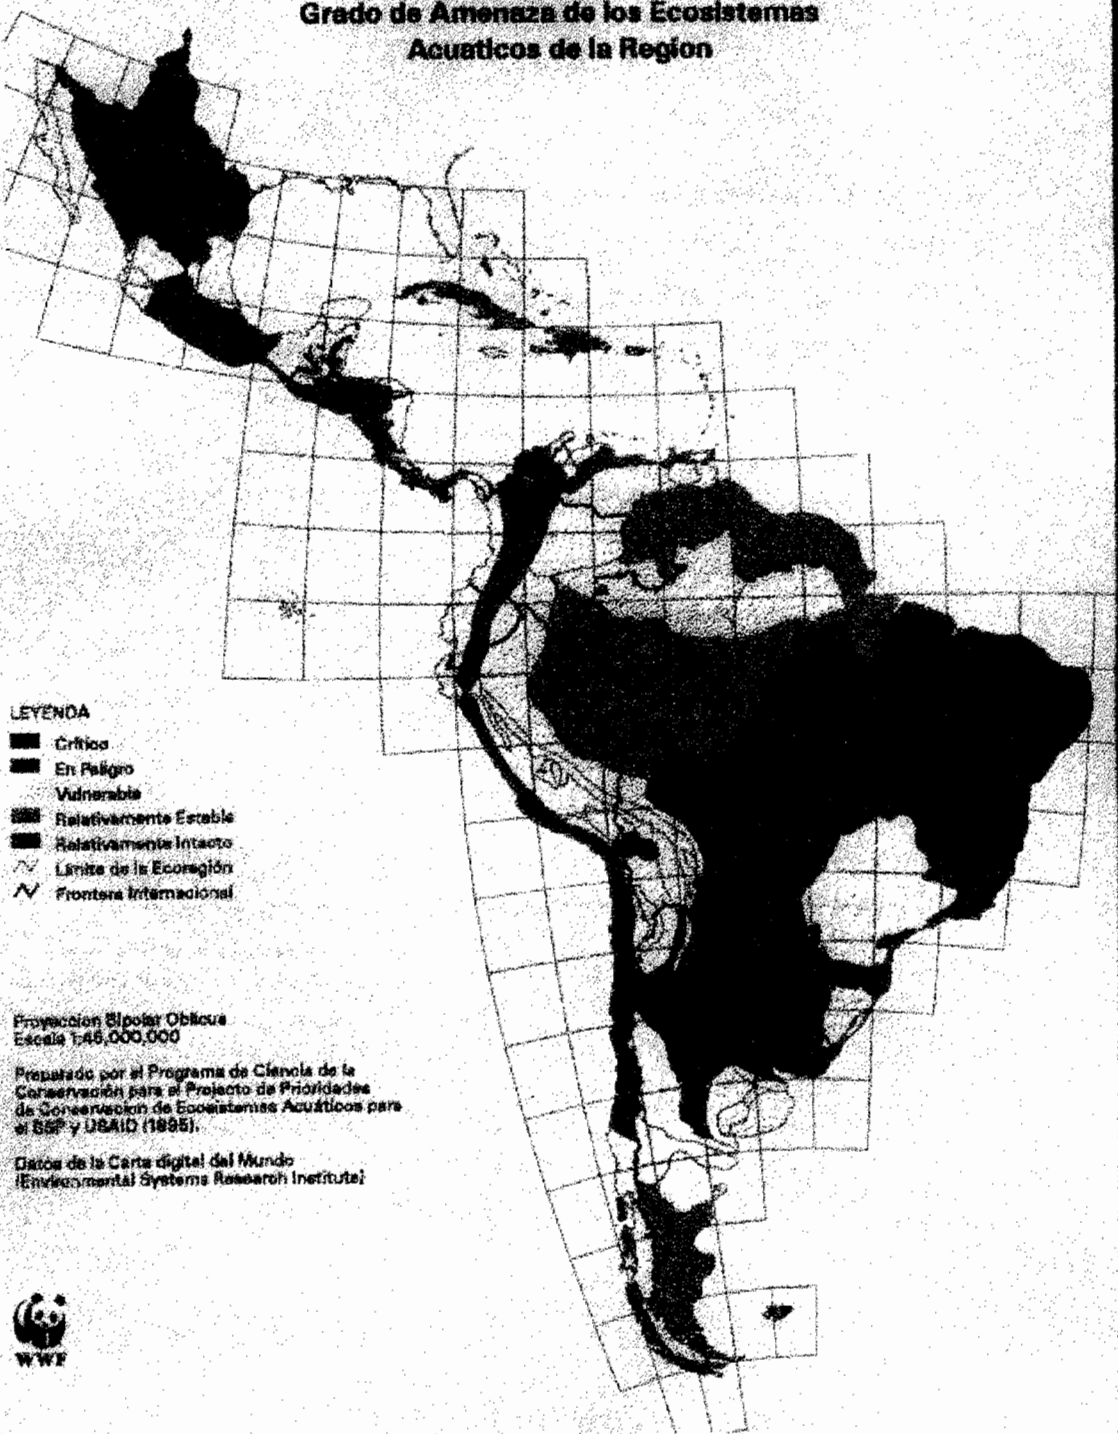 Grado de Amenaza de los Ecosistemas
Acuaticos de la Region
LEYENDA
Crítico
En Peligro
Vulnerable
Relativamente Estable
Relativamente Intacto
Límite de la Ecoregión
Frontera Internacional
Proyeccion Bipolar Oblicua
Escala 1:45,000,000
Preparado por el Programa de Ciencia de la
Conservación para el Projecto de Prioridades
de Conservacion de Ecosistemas Acuáticos para
el BSP y USAID (1995).
Datos de la Carta digital del Mundo
(Environmental Systems Research Institute)
WWF